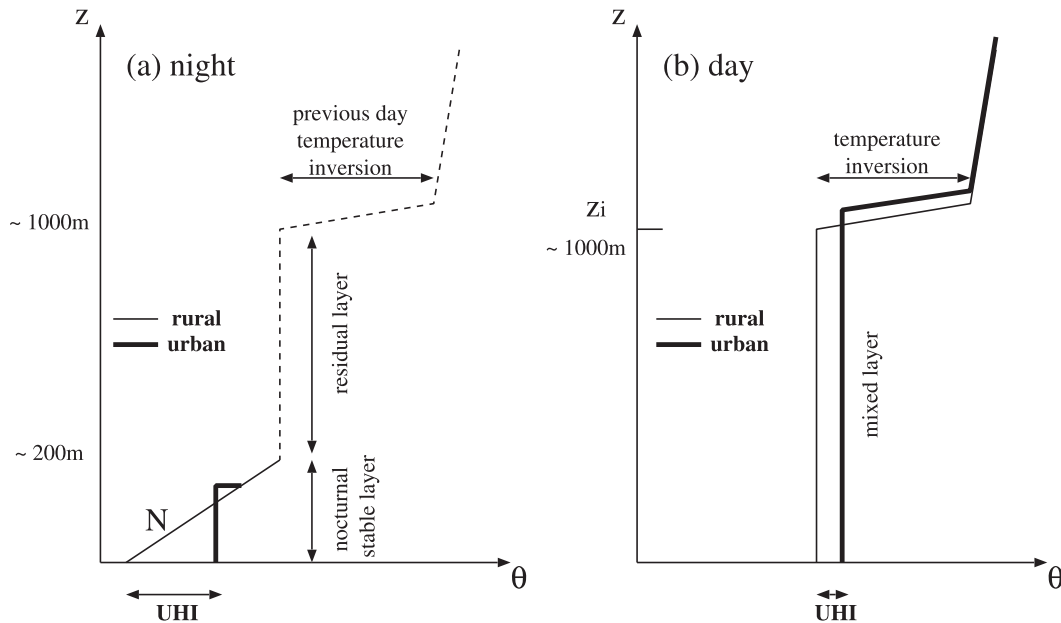 z
(a) night
previous day
temperature
inversion
~ 1000m
residual layer
rural
urban
~ 200m
nocturnal
stable layer
N
θ
UHI
z
(b) day
temperature
inversion
zi
~ 1000m
rural
urban
mixed layer
θ
UHI